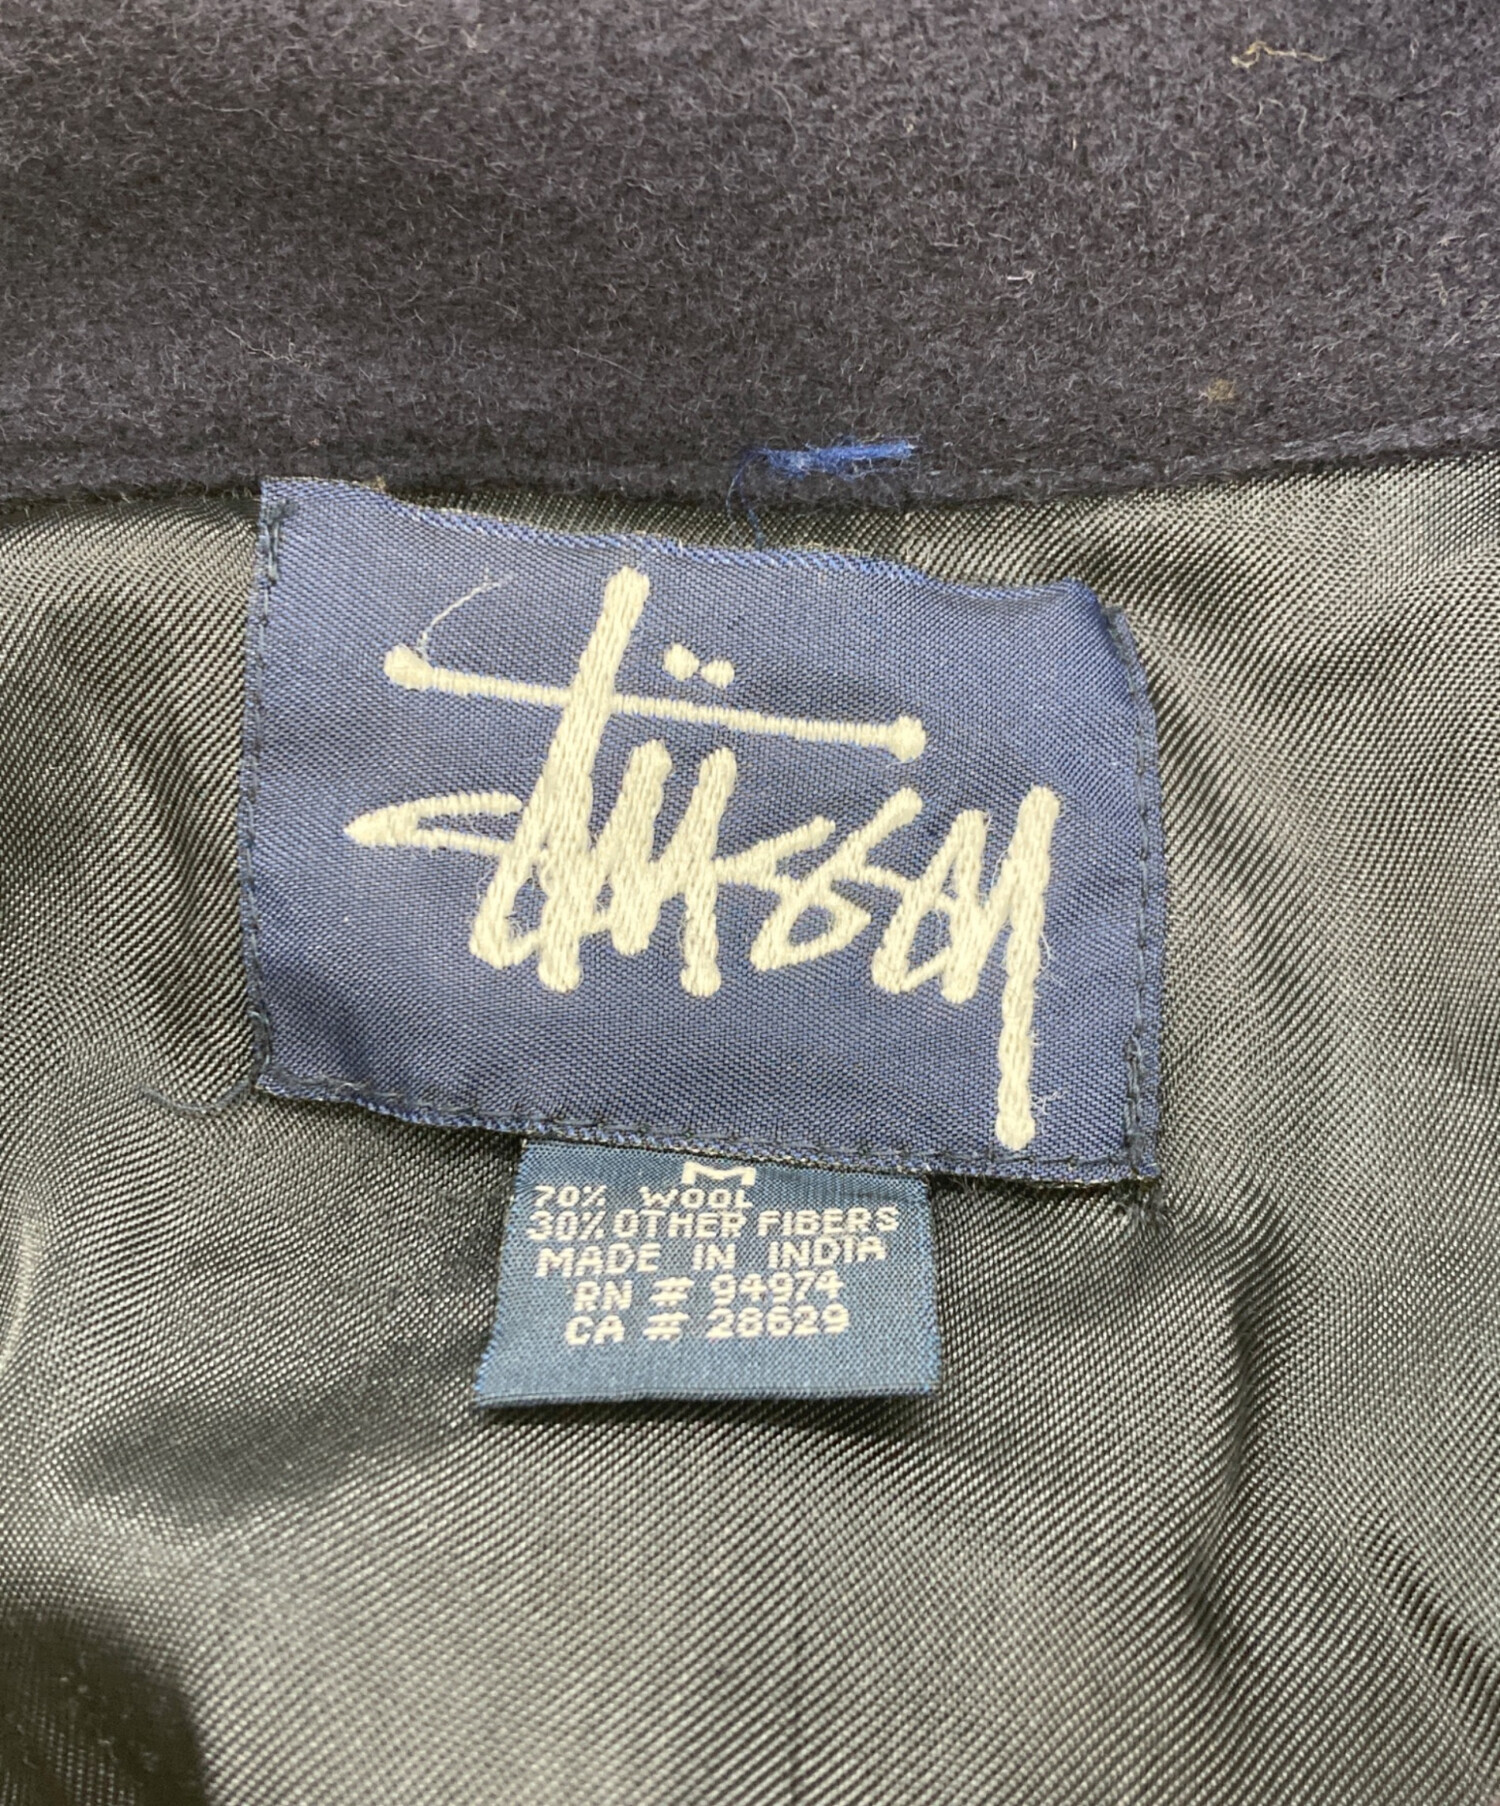 Stüssy
M
70% WOOL
30% OTHER FIBERS
MADE IN INDIA
RN # 94974
CA # 28629